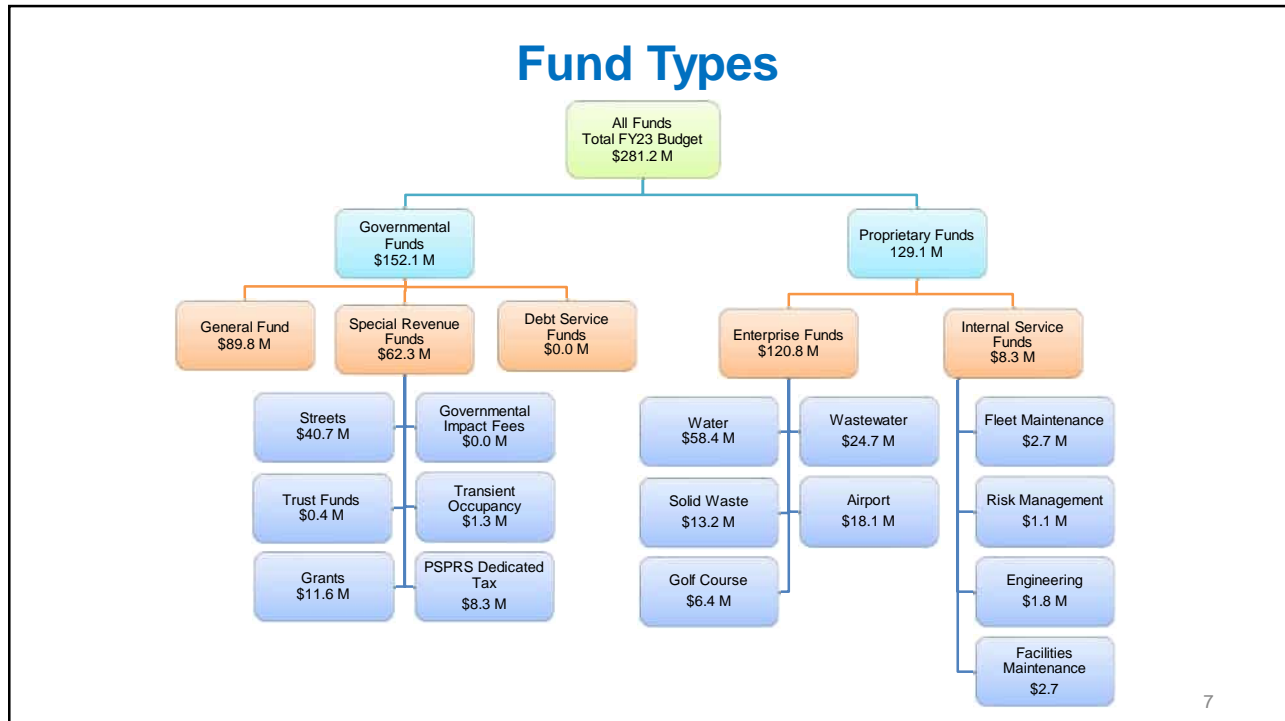 Fund Types
All Funds
Total FY23 Budget
$281.2 M
Governmental
Funds
$152.1 M
Proprietary Funds
129.1 M
General Fund
$89.8 M
Special Revenue
Funds
$62.3 M
Debt Service
Funds
$0.0 M
Enterprise Funds
$120.8 M
Internal Service
Funds
$8.3 M
Streets
$40.7 M
Governmental
Impact Fees
$0.0 M
Trust Funds
$0.4 M
Transient
Occupancy
$1.3 M
Grants
$11.6 M
PSPRS Dedicated
Tax
$8.3 M
Water
$58.4 M
Wastewater
$24.7 M
Solid Waste
$13.2 M
Airport
$18.1 M
Golf Course
$6.4 M
Fleet Maintenance
$2.7 M
Risk Management
$1.1 M
Engineering
$1.8 M
Facilities
Maintenance
$2.7
7